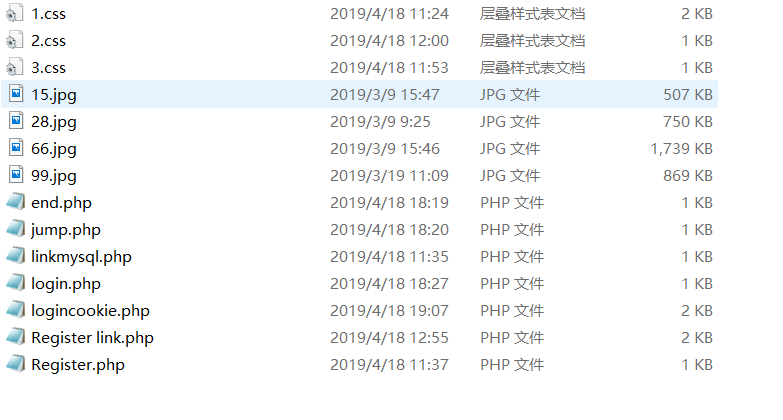 1.css 2019/4/18 11:24 层叠样式表文档 2 KB
2.css 2019/4/18 12:00 层叠样式表文档 1 KB
3.css 2019/4/18 11:53 层叠样式表文档 1 KB
15.jpg 2019/3/9 15:47 JPG 文件 507 KB
28.jpg 2019/3/9 9:25 JPG 文件 750 KB
66.jpg 2019/3/9 15:46 JPG 文件 1,739 KB
99.jpg 2019/3/19 11:09 JPG 文件 869 KB
end.php 2019/4/18 18:19 PHP 文件 1 KB
jump.php 2019/4/18 18:20 PHP 文件 1 KB
linkmysql.php 2019/4/18 11:35 PHP 文件 1 KB
login.php 2019/4/18 18:27 PHP 文件 1 KB
logincookie.php 2019/4/18 19:07 PHP 文件 2 KB
Register link.php 2019/4/18 12:55 PHP 文件 2 KB
Register.php 2019/4/18 11:37 PHP 文件 1 KB